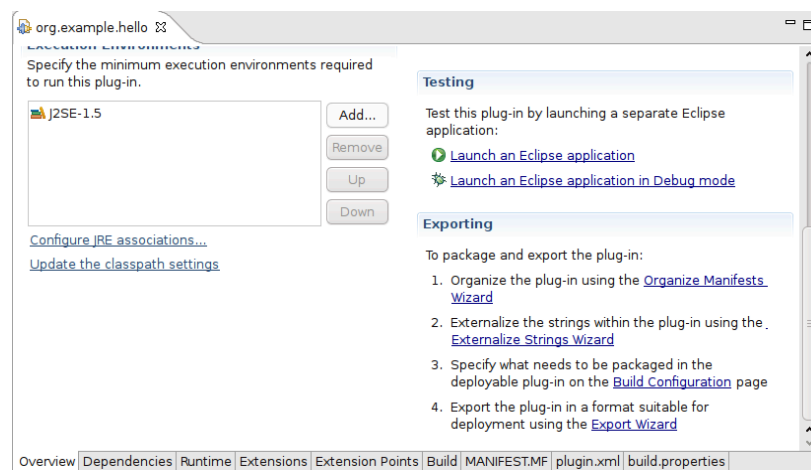 org.example.hello
Execution Environments
Specify the minimum execution environments required
to run this plug-in.
J2SE-1.5
Add...
Remove
Up
Down
Configure JRE associations...
Update the classpath settings
Testing
Test this plug-in by launching a separate Eclipse
application:
Launch an Eclipse application
Launch an Eclipse application in Debug mode
Exporting
To package and export the plug-in:
1. Organize the plug-in using the Organize Manifests
Wizard
2. Externalize the strings within the plug-in using the
Externalize Strings Wizard
3. Specify what needs to be packaged in the
deployable plug-in on the Build Configuration page
4. Export the plug-in in a format suitable for
deployment using the Export Wizard
Overview Dependencies Runtime Extensions Extension Points Build MANIFEST.MF plugin.xml build.properties